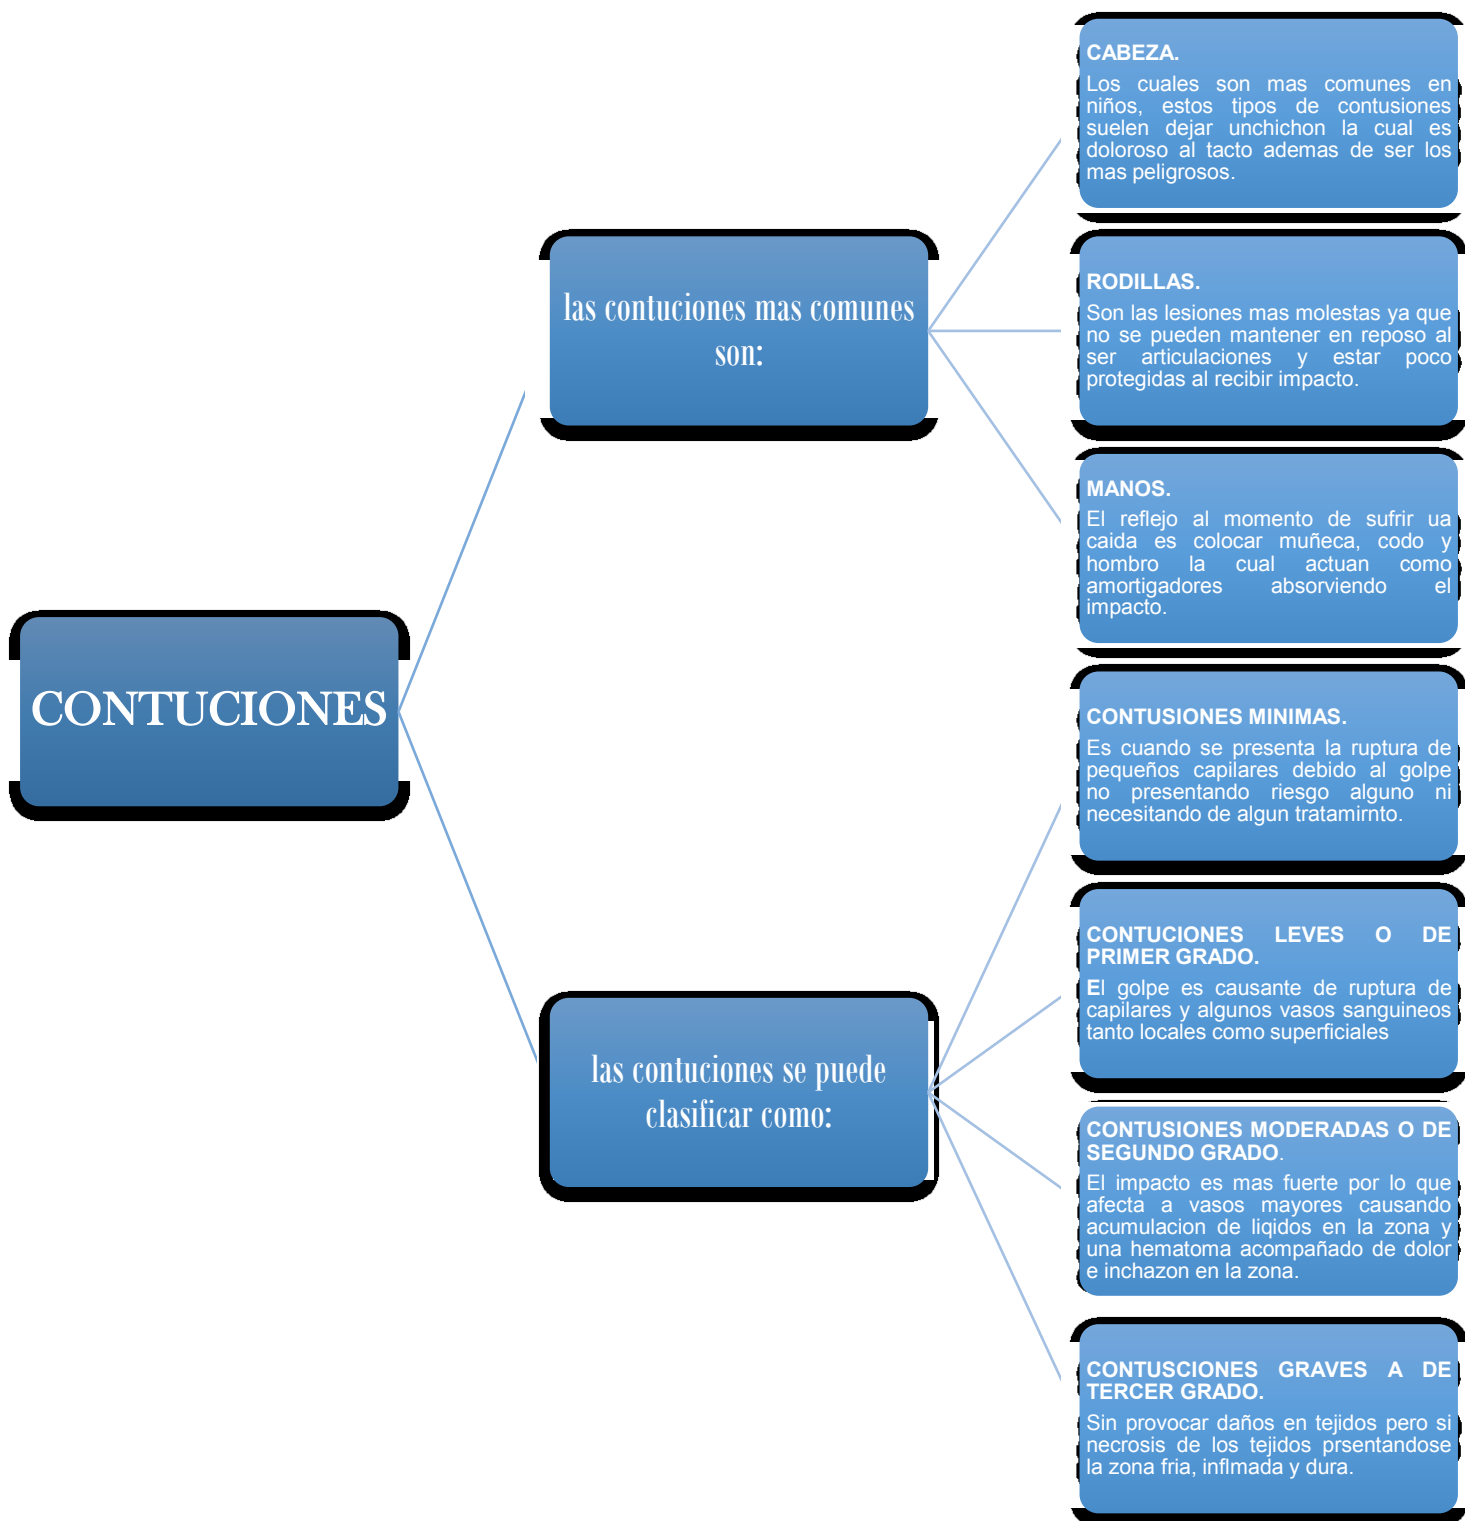 CONTUCIONES
las contuciones mas comunes
son:
CABEZA.
Los cuales son mas comunes en
niños, estos tipos de contusiones
suelen dejar unchichon la cual es
doloroso al tacto ademas de ser los
mas peligrosos.
RODILLAS.
Son las lesiones mas molestas ya que
no se pueden mantener en reposo al
ser articulaciones y estar poco
protegidas al recibir impacto.
MANOS.
El reflejo al momento de sufrir ua
caida es colocar muñeca, codo y
hombro la cual actuan como
amortigadores absorviendo el
impacto.
las contuciones se puede
clasificar como:
CONTUSIONES MINIMAS.
Es cuando se presenta la ruptura de
pequeños capilares debido al golpe
no presentando riesgo alguno ni
necesitando de algun tratamirnto.
CONTUCIONES LEVES O DE
PRIMER GRADO.
El golpe es causante de ruptura de
capilares y algunos vasos sanguineos
tanto locales como superficiales
CONTUSIONES MODERADAS O DE
SEGUNDO GRADO.
El impacto es mas fuerte por lo que
afecta a vasos mayores causando
acumulacion de liqidos en la zona y
una hematoma acompañado de dolor
e inchazon en la zona.
CONTUSCIONES GRAVES A DE
TERCER GRADO.
Sin provocar daños en tejidos pero si
necrosis de los tejidos prsentandose
la zona fria, inflmada y dura.